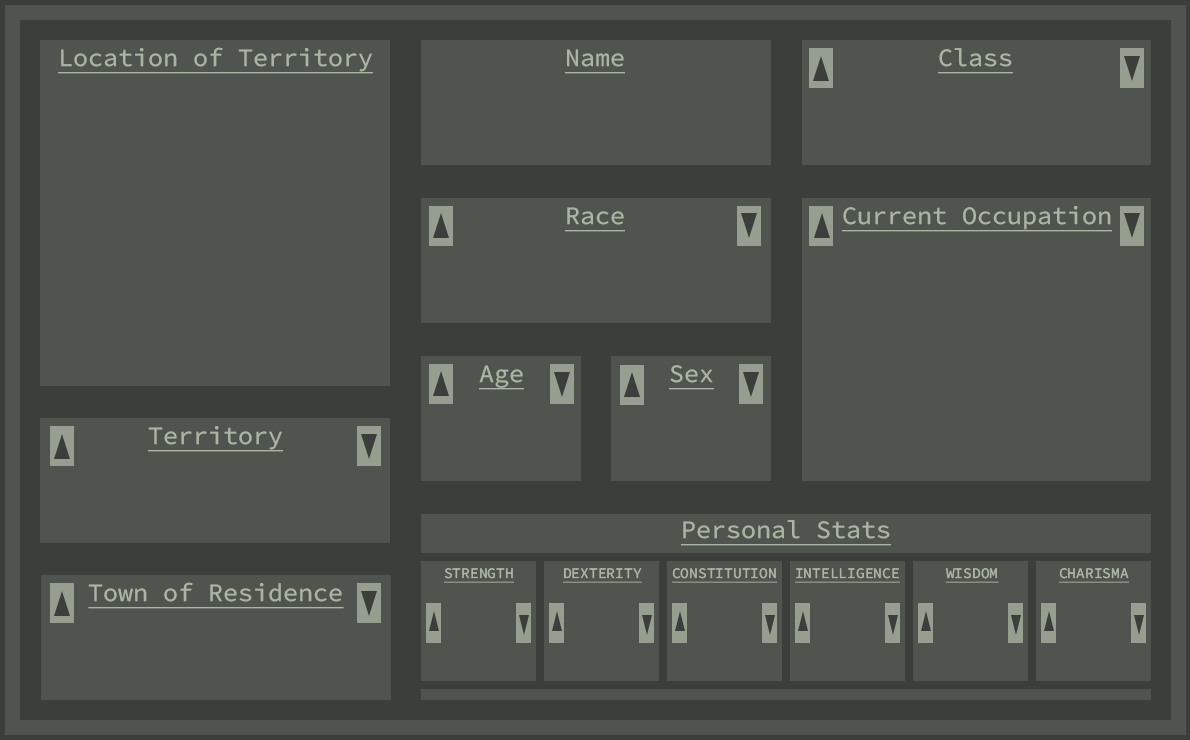 Location of Territory
Name
Class
Race
Current Occupation
Age
Sex
Territory
Personal Stats
STRENGTH
DEXTERITY
CONSTITUTION
INTELLIGENCE
WISDOM
CHARISMA
Town of Residence